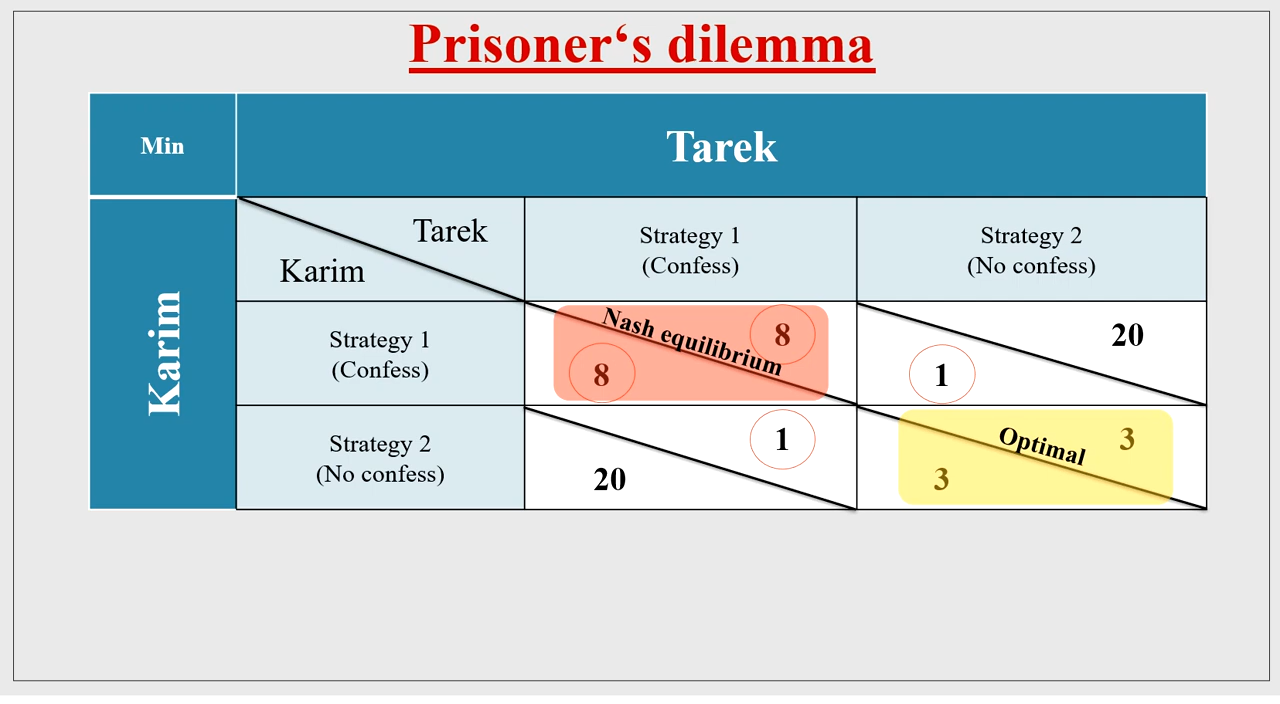 Prisoner‘s dilemma
Min
Tarek
Karim
Tarek
Karim
Strategy 1
(Confess)
Strategy 2
(No confess)
Strategy 1
(Confess)
Nash equilibrium
8
8
20
1
Strategy 2
(No confess)
1
20
Optimal
3
3